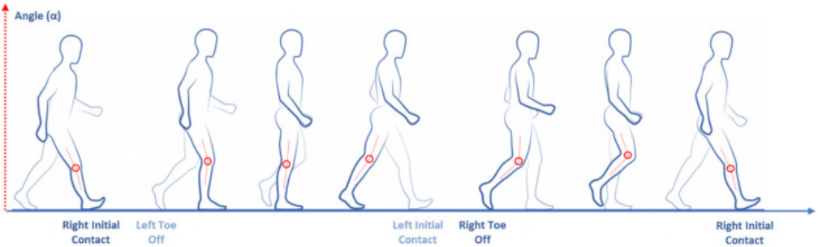 Angle (α)
Right Initial
Contact
Left Toe
Off
Left Initial
Contact
Right Toe
Off
Right Initial
Contact